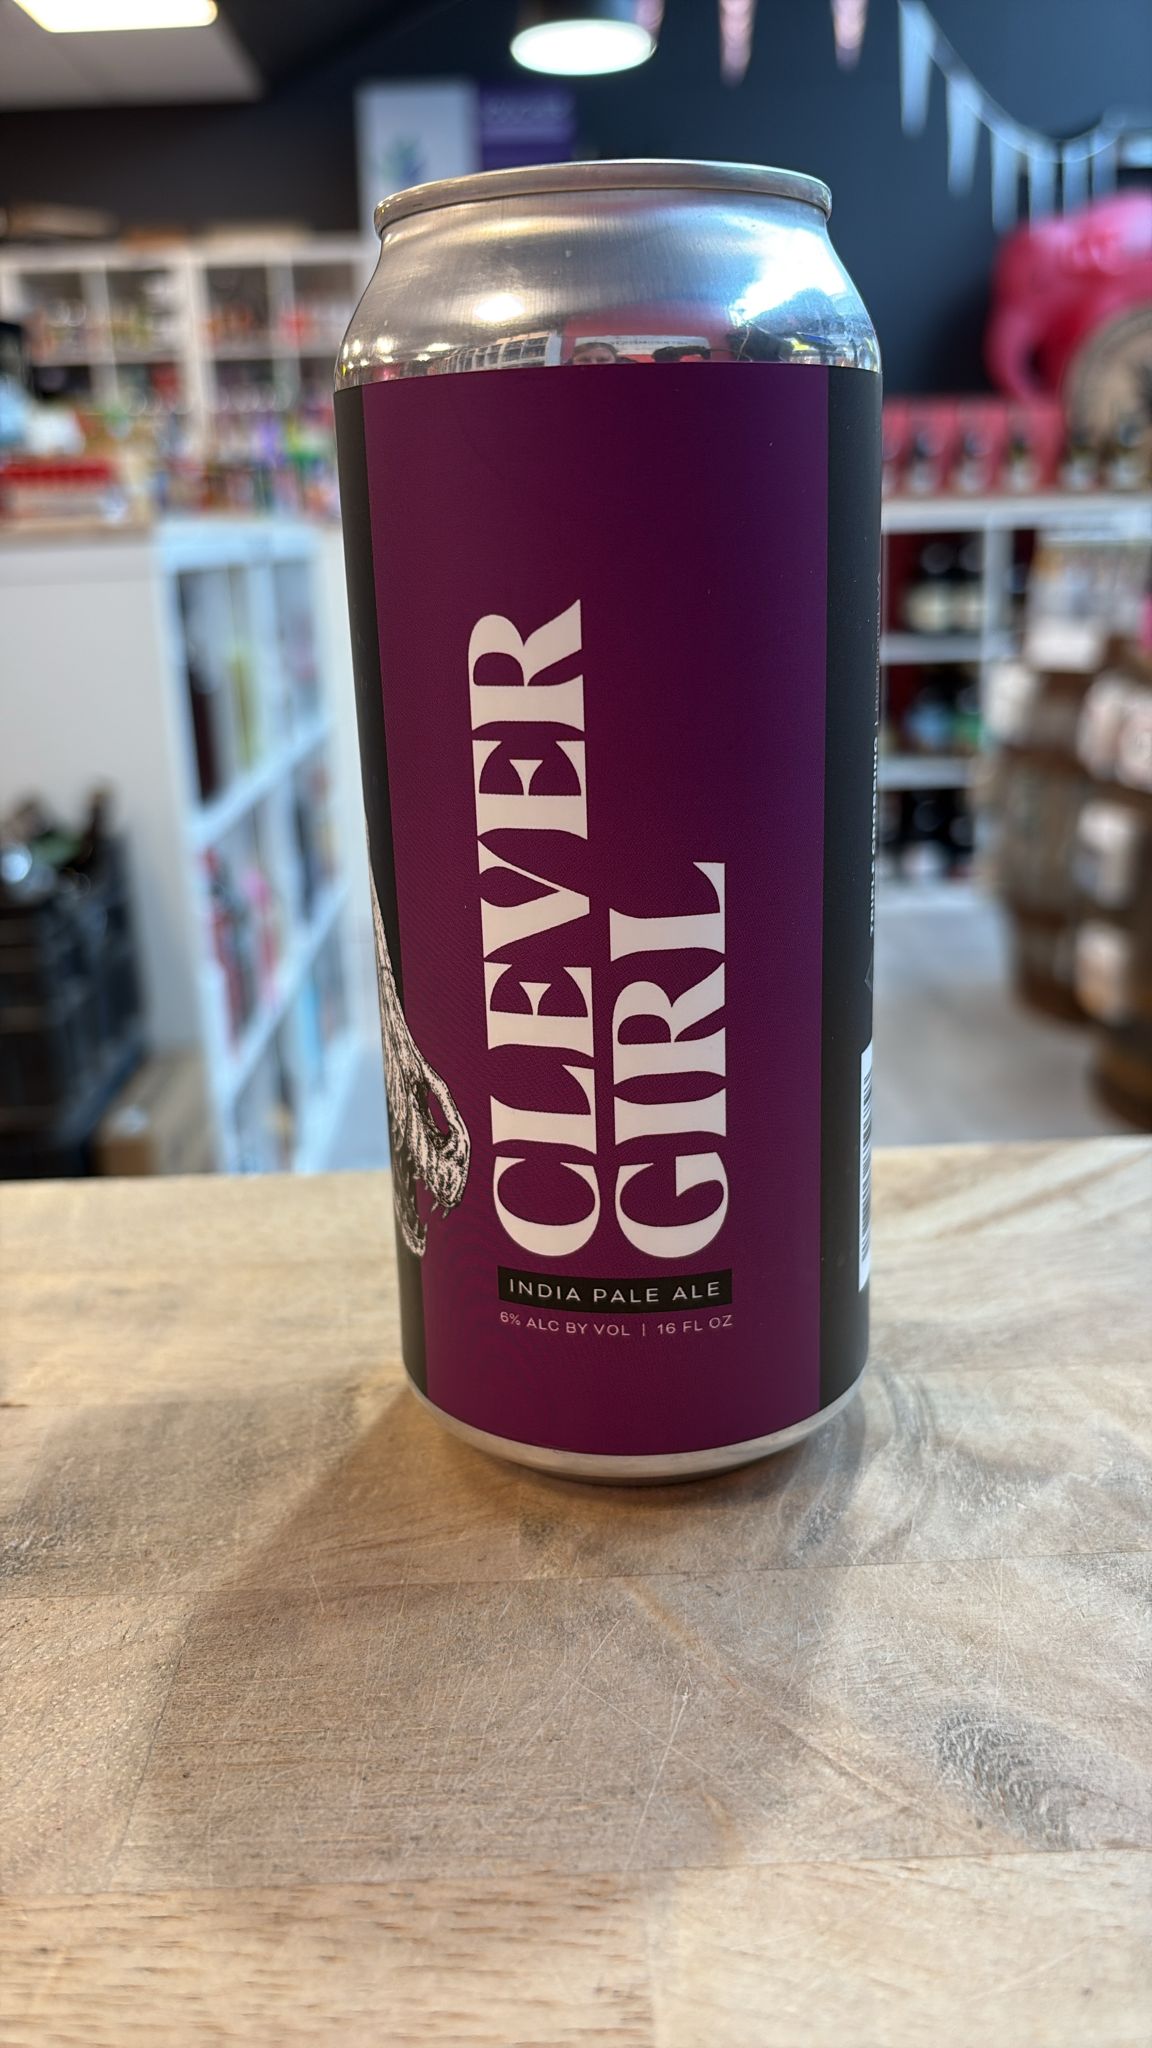 CLEVER
GIRL
INDIA PALE ALE
6% ALC BY VOL | 16 FL OZ